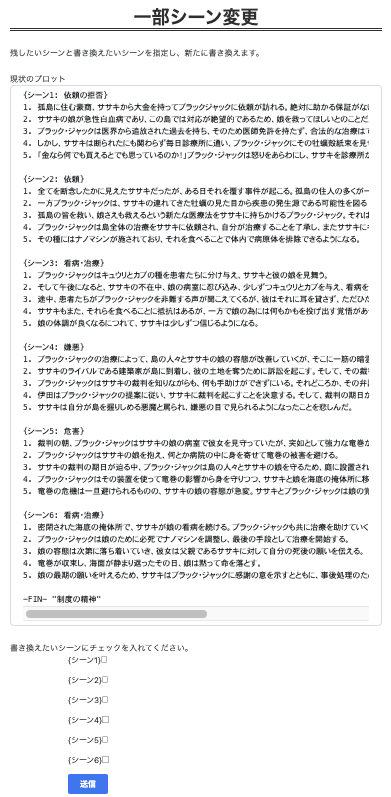 一部シーン変更
残したいシーンと書き換えたいシーンを指定し、新たに書き換えます。
現状のプロット
{シーン1: 依頼の拒否}
1. 孤島に住む豪商、ササキから大金を持ってブラックジャックに依頼が訪れる。絶対に助かる保証がな
2. ササキの娘が急性白血病であり、この島では対応が絶望的であるため、娘を救ってほしいとのことだ
3. ブラック・ジャックは医界から追放された過去を持ち、そのため医師免許を持たず、合法的な治療は
4. しかし、ササキは断られたにも関わらず毎日診療所に通い、ブラック・ジャックにその牡蠣殻紙束を見
5. 「金なら何でも買えるとでも思っているのか!」ブラック・ジャックは怒りをあらわにし、ササキを診療所
{シーン2: 依頼}
1. 全てを断念したかに見えたササキだったが、ある日それを覆す事件が起こる。孤島の住人の多くが
2. 一方ブラック・ジャックは、ササキの連れてきた牡蠣の見た目から疾患の発生源である可能性を図る
3. 孤島の皆を救い、娘さえ救えるという新たな医療法をササキに持ちかけるブラック・ジャック。それは
4. ブラック・ジャックは島全体の治療をササキに依頼され、自分が治療することを了承し、またササキに
5. その種にはナノマシンが施されており、それを食べることで体内で病原体を排除できるようになる。
{シーン3: 看病・治療}
1. ブラック・ジャックはキュウリとカブの種を患者たちに分け与え、ササキと彼の娘を見舞う。
2. そして午後になると、ササキの不在中、娘の病室に忍び込み、少しずつキュウリとカブを与え、看病を
3. 途中、患者たちがブラック・ジャックを非難する声が聞こえてくるが、彼はそれに耳を貸さず、ただひた
4. ササキもまた、それらを食べることに抵抗はあるが、一方で娘の為には何もかもを投げ出す覚悟があ
5. 娘の体調が良くなるにつれて、ササキは少しずつ信じるようになる。
{シーン4: 嫌悪}
1. ブラック・ジャックの治療によって、島の人々とササキの娘の容態が改善していくが、そこに一筋の暗雲
2. ササキのライバルである建築家が島に到着し、彼の土地を奪うために訴訟を起こす。そして、その裁
3. ブラック・ジャックはササキの裁判を知りながらも、何も手助けができずにいる。それどころか、その弁
4. 伊田はブラック・ジャックの提案に従い、ササキに裁判を起こすことを決意する。そして、裁判の期日か
5. ササキは自分が島を掘りしめる悪魔と罵られ、嫌悪の目で見られるようになったことを悲しんだ。
{シーン5: 危害}
1. 裁判の朝、ブラック・ジャックはササキの娘の病室で彼女を見守っていたが、突如として強力な竜巻が
2. ブラック・ジャックはササキの娘を抱え、何とか病院の中に身を寄せて竜巻の被害を避ける。
3. ササキの裁判の期日が迫る中、ブラック・ジャックは島の人々とササキを守るため、庭に設置され
4. ブラック・ジャックはその装置を使って竜巻の影響から身を守りつつ、ササキと娘を海底の掩体所に移
5. 竜巻の危機は一旦避けられるものの、ササキの娘の容態が急変。ササキとブラック・ジャックは娘の
{シーン6: 看病・治療}
1. 密閉された海底の掩体所で、ササキが娘の看病を続ける。ブラック・ジャックも共に治療を助けていく
2. ブラック・ジャックは娘のために必死でナノマシンを調整し、最後の手段として治療を開始する。
3. 娘の容態は次第に落ち着いていき、彼女は父親であるササキに対して自分の死後の願いを伝える。
4. 竜巻が収束し、海面が静まり返ったその日、娘は黙って命を落とす。
5. 娘の最期の願いを叶えるため、ササキはブラック・ジャックに感謝の意を示すとともに、事後処理のた
-FIN- "制度の精神"
書き換えたいシーンにチェックを入れてください。
{シーン1}
{シーン2}
{シーン3}
{シーン4}
{シーン5}
{シーン6}
送信